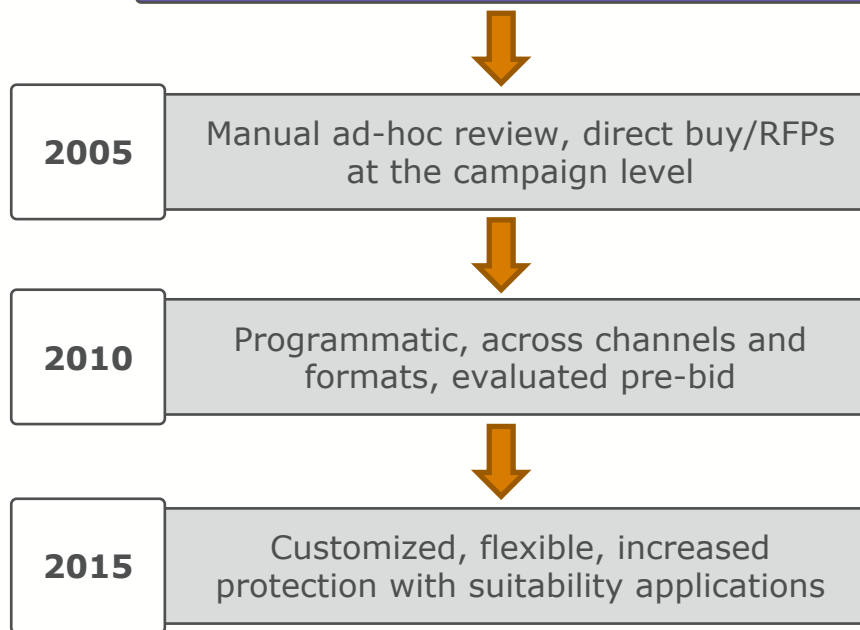 2005
Manual ad-hoc review, direct buy/RFPs
at the campaign level
2010
Programmatic, across channels and
formats, evaluated pre-bid
2015
Customized, flexible, increased
protection with suitability applications